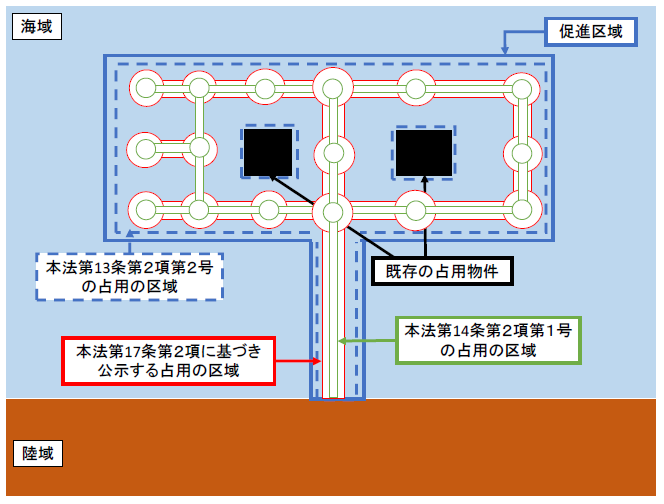 海域
促進区域
本法第13条第2項第2号
の占用の区域
既存の占用物件
本法第17条第2項に基づき
公示する占用の区域
本法第14条第2項第1号
の占用の区域
陸域